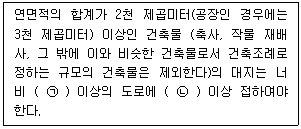 연면적의 합계가 2천 제곱미터(공장인 경우에는
3천 제곱미터) 이상인 건축물 (축사, 작물 재배
사, 그 밖에 이와 비슷한 건축물로서 건축조례로
정하는 규모의 건축물은 제외한다)의 대지는 너
비 ( ㉠ ) 이상의 도로에 ( ㉡ ) 이상 접하여야
한다.